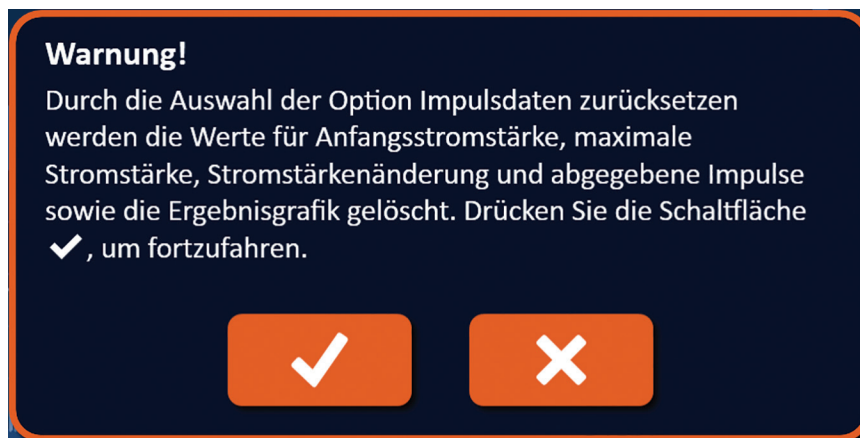 Warnung!
Durch die Auswahl der Option Impulsdaten zurücksetzen
werden die Werte für Anfangsstromstärke, maximale
Stromstärke, Stromstärkenänderung und abgegebene Impulse
sowie die Ergebnisgrafik gelöscht. Drücken Sie die Schaltfläche
✔, um fortzufahren.